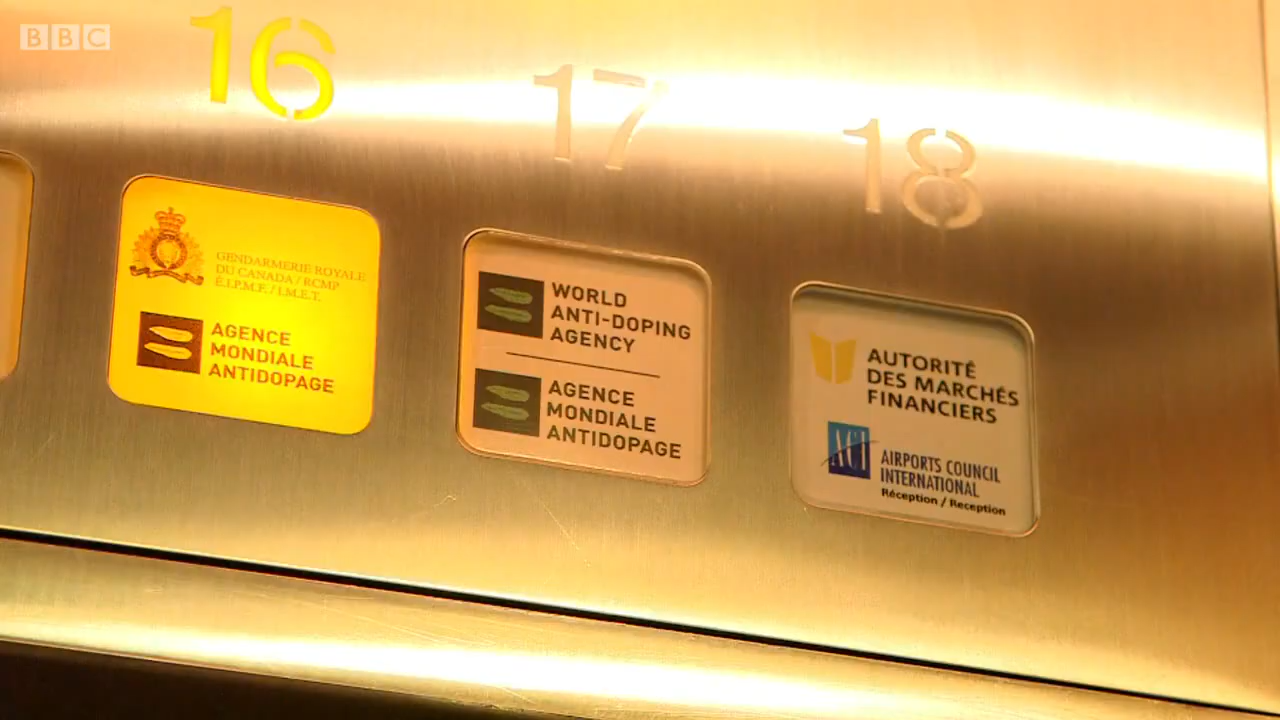 BBC
16
17
18
GENDARMERIE ROYALE
DU CANADA / RCMP
É.I.P.M.F. / I.M.E.T.
AGENCE
MONDIALE
ANTIDOPAGE
WORLD
ANTI-DOPING
AGENCY
AGENCE
MONDIALE
ANTIDOPAGE
AUTORITÉ
DES MARCHÉS
FINANCIERS
ACI
AIRPORTS COUNCIL
INTERNATIONAL
Réception / Reception